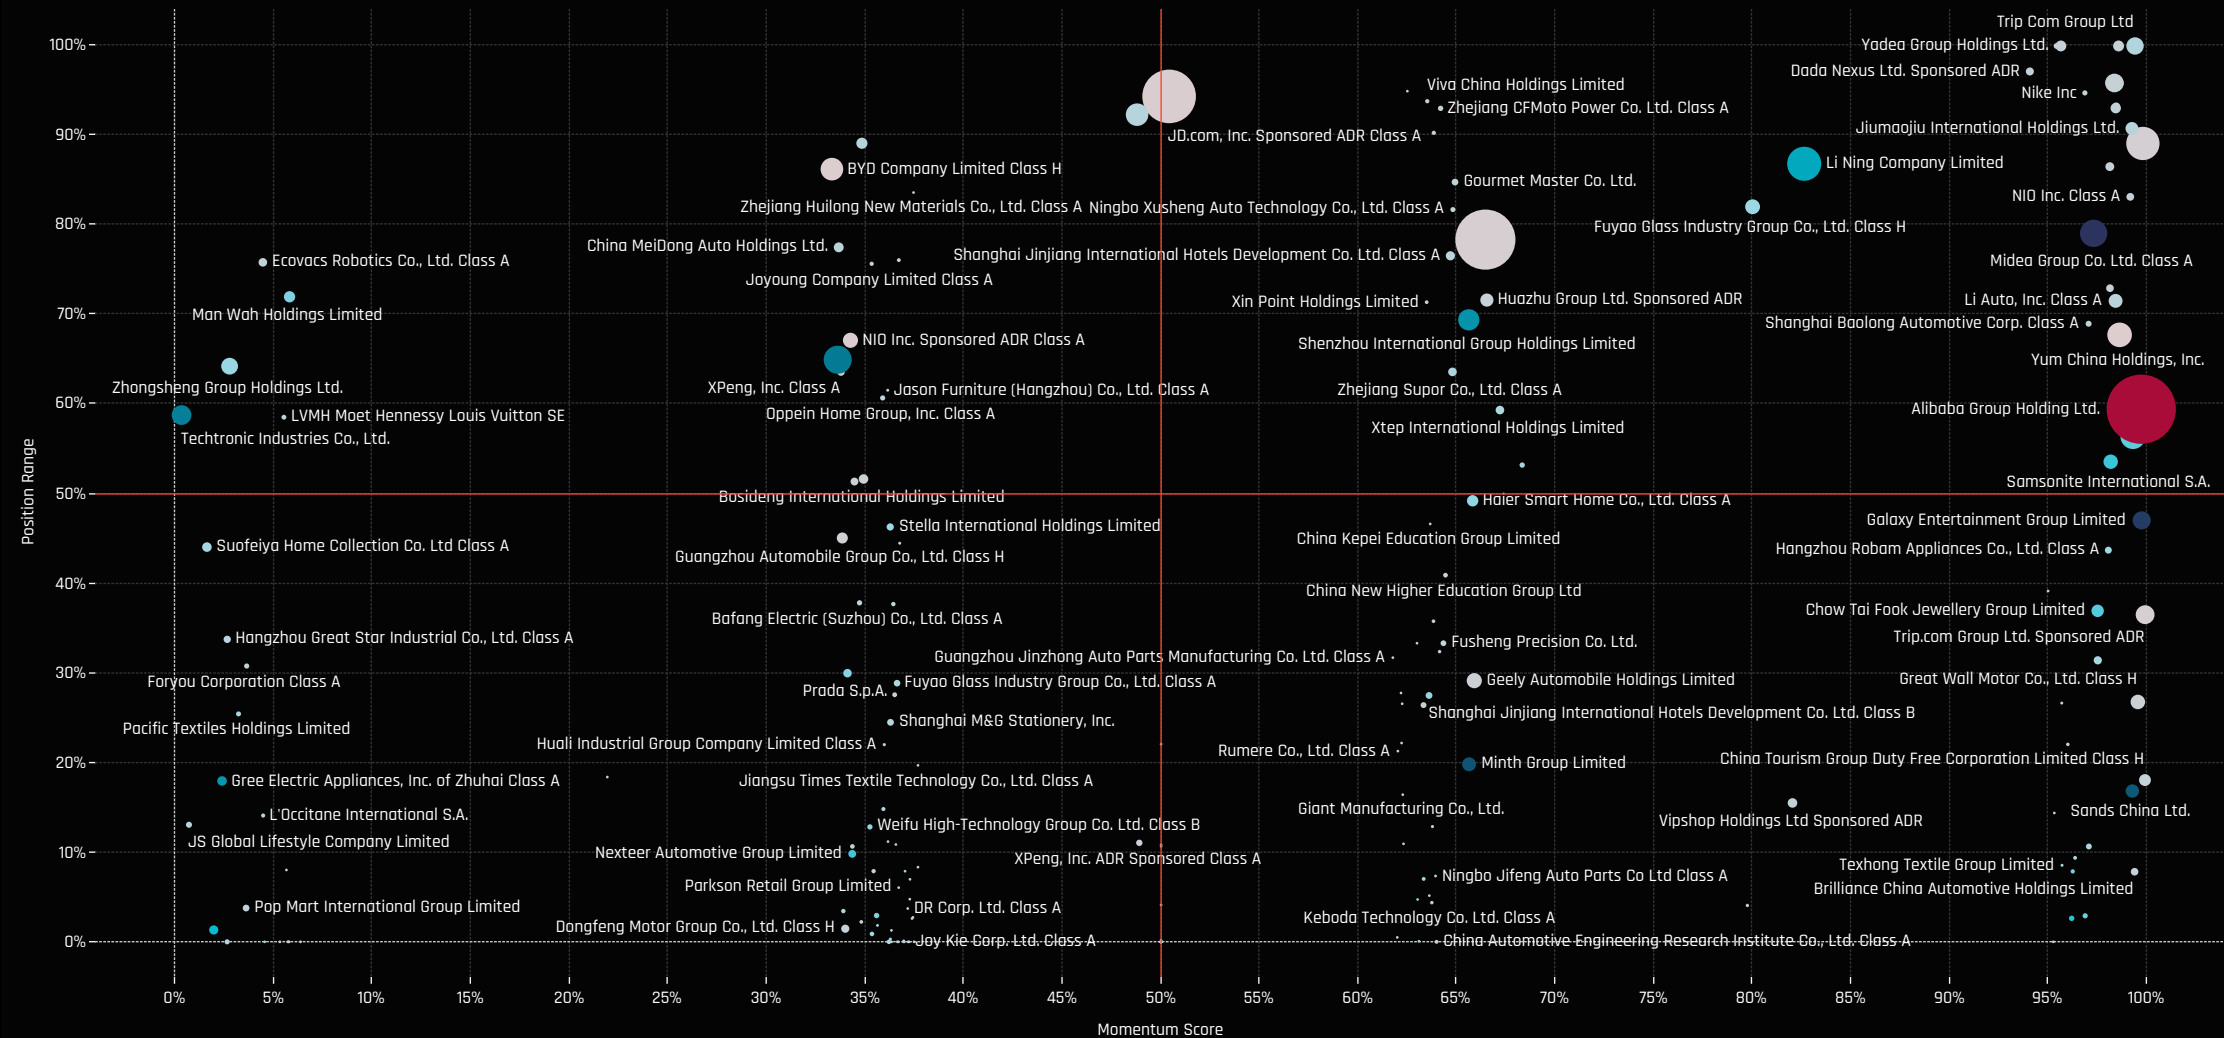 Trip Com Group Ltd
100%
Yadea Group Holdings Ltd.
Dada Nexus Ltd. Sponsored ADR
Viva China Holdings Limited
Nike Inc
Zhejiang CFMoto Power Co. Ltd. Class A
Jiumaojiu International Holdings Ltd.
90%
JD.com, Inc. Sponsored ADR Class A
Li Ning Company Limited
BYD Company Limited Class H
Gourmet Master Co. Ltd.
NIO Inc. Class A
Zhejiang Huilong New Materials Co., Ltd. Class A
Ningbo Xusheng Auto Technology Co., Ltd. Class A
80%
Fuyao Glass Industry Group Co., Ltd. Class H
China MeiDong Auto Holdings Ltd.
Shanghai Jinjiang International Hotels Development Co. Ltd. Class A
Ecovacs Robotics Co., Ltd. Class A
Midea Group Co. Ltd. Class A
Joyoung Company Limited Class A
Huazhu Group Ltd. Sponsored ADR
Li Auto, Inc. Class A
Xin Point Holdings Limited
Man Wah Holdings Limited
70%
Shanghai Baolong Automotive Corp. Class A
NIO Inc. Sponsored ADR Class A
Shenzhou International Group Holdings Limited
Yum China Holdings, Inc.
Zhongsheng Group Holdings Ltd.
XPeng, Inc. Class A
Jason Furniture (Hangzhou) Co., Ltd. Class A
Zhejiang Supor Co., Ltd. Class A
60%
Alibaba Group Holding Ltd.
Oppein Home Group, Inc. Class A
LVMH Moet Hennessy Louis Vuitton SE
Xtep International Holdings Limited
Techtronic Industries Co., Ltd.
Samsonite International S.A.
50%
Bosideng International Holdings Limited
Haier Smart Home Co., Ltd. Class A
Galaxy Entertainment Group Limited
Stella International Holdings Limited
China Kepei Education Group Limited
Suofeiya Home Collection Co. Ltd Class A
Hangzhou Robam Appliances Co., Ltd. Class A
Guangzhou Automobile Group Co., Ltd. Class H
40%
China New Higher Education Group Ltd
Chow Tai Fook Jewellery Group Limited
Bafang Electric (Suzhou) Co., Ltd. Class A
Hangzhou Great Star Industrial Co., Ltd. Class A
Trip.com Group Ltd. Sponsored ADR
Fusheng Precision Co. Ltd.
Guangzhou Jinzhong Auto Parts Manufacturing Co. Ltd. Class A
30%
Great Wall Motor Co., Ltd. Class H
Geely Automobile Holdings Limited
Foryou Corporation Class A
Fuyao Glass Industry Group Co., Ltd. Class A
Prada S.p.A.
Shanghai Jinjiang International Hotels Development Co. Ltd. Class B
Shanghai M&G Stationery, Inc.
Pacific Textiles Holdings Limited
Huali Industrial Group Company Limited Class A
Rumere Co., Ltd. Class A
China Tourism Group Duty Free Corporation Limited Class H
20%
Minth Group Limited
Gree Electric Appliances, Inc. of Zhuhai Class A
Jiangsu Times Textile Technology Co., Ltd. Class A
Giant Manufacturing Co., Ltd.
Sands China Ltd.
L'Occitane International S.A.
Vipshop Holdings Ltd Sponsored ADR
Weifu High-Technology Group Co. Ltd. Class B
JS Global Lifestyle Company Limited
10%
Nexteer Automotive Group Limited
XPeng, Inc. ADR Sponsored Class A
Texhong Textile Group Limited
Ningbo Jifeng Auto Parts Co Ltd Class A
Parkson Retail Group Limited
Brilliance China Automotive Holdings Limited
Pop Mart International Group Limited
DR Corp. Ltd. Class A
Keboda Technology Co. Ltd. Class A
Dongfeng Motor Group Co., Ltd. Class H
0%
Joy Kie Corp. Ltd. Class A
China Automotive Engineering Research Institute Co., Ltd. Class A
Position Range
0% 5% 10% 15% 20% 25% 30% 35% 40% 45% 50% 55% 60% 65% 70% 75% 80% 85% 90% 95% 100%
Momentum Score